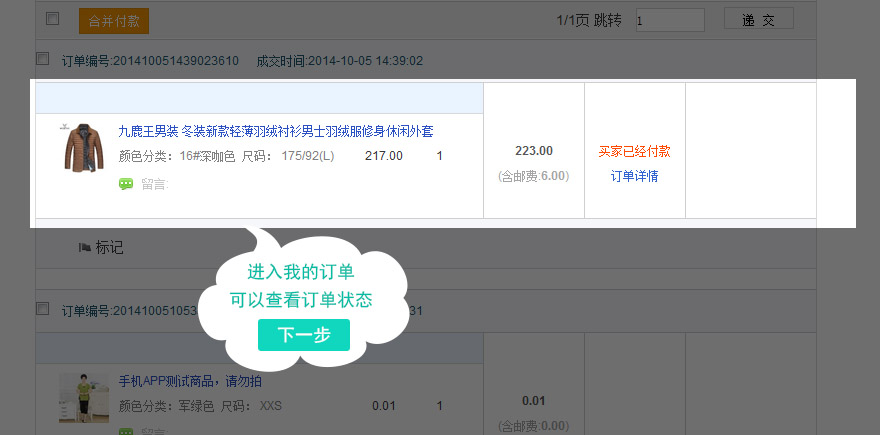 合并付款
1/1页 跳转 1 递 交
订单编号:201410051439023610 成交时间:2014-10-05 14:39:02
九鹿王男装 冬装新款轻薄羽绒衬衫男士羽绒服修身休闲外套
颜色分类：16#深咖色 尺码： 175/92(L) 217.00 1
留言:
223.00
(含邮费:6.00)
买家已经付款
订单详情
标记
进入我的订单
可以查看订单状态
下一步
订单编号:201410051053
31
手机APP测试商品，请勿拍
颜色分类：军绿色 尺码： XXS 0.01 1
留言:
0.01
(含邮费:0.00)